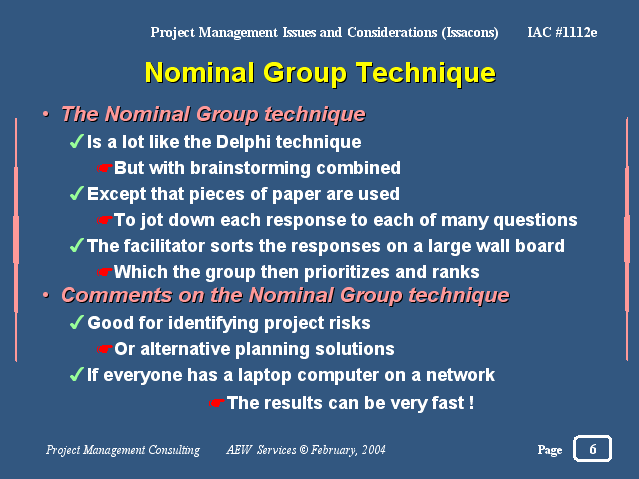 Project Management Issues and Considerations (Issacons) IAC #1112e
Nominal Group Technique
• The Nominal Group technique
✓Is a lot like the Delphi technique
☛But with brainstorming combined
✓Except that pieces of paper are used
☛To jot down each response to each of many questions
✓The facilitator sorts the responses on a large wall board
☛Which the group then prioritizes and ranks
• Comments on the Nominal Group technique
✓Good for identifying project risks
☛Or alternative planning solutions
✓If everyone has a laptop computer on a network
☛The results can be very fast !
Project Management Consulting AEW Services © February, 2004 Page 6